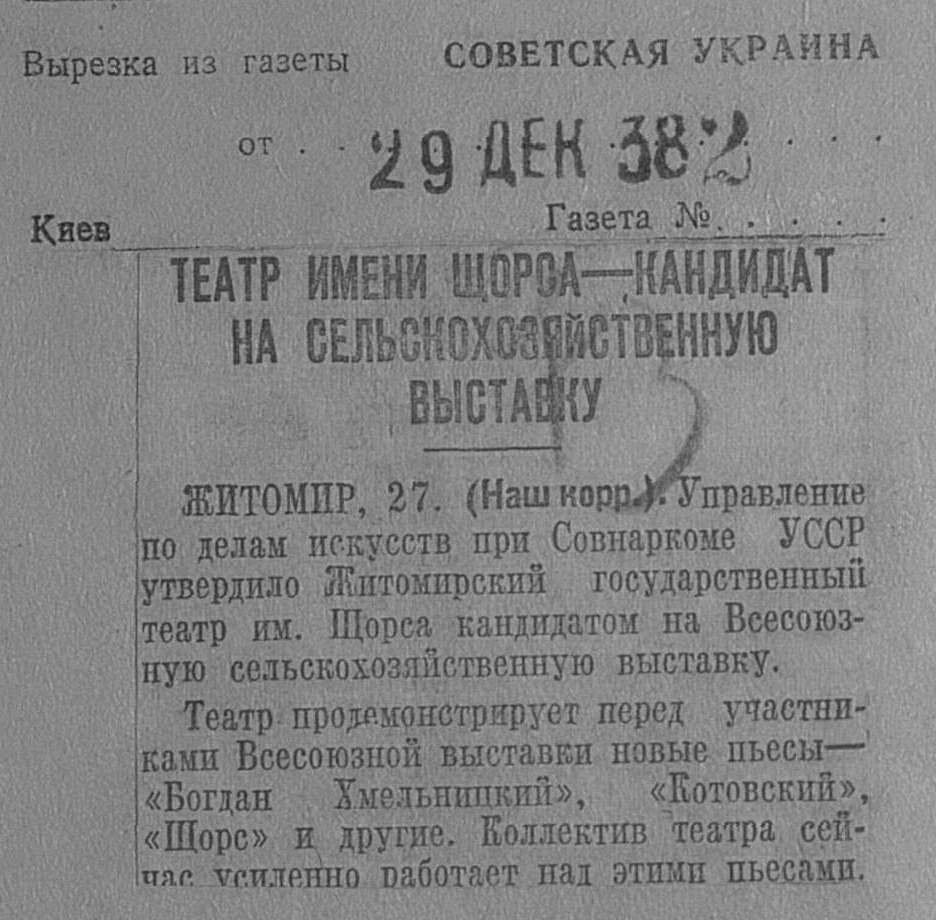 Вырезка из газеты СОВЕТСКАЯ УКРАИНА
от . . 29 ДЕК 38 . . .
Киев Газета № . . . . .
ТЕАТР ИМЕНИ ЩОРСА—КАНДИДАТ
НА СЕЛЬСКОХОЗЯЙСТВЕННУЮ
ВЫСТАВКУ
ЖИТОМИР, 27. (Наш корр.). Управление
по делам искусств при Совнаркоме УССР
утвердило Житомирский государственный
театр им. Щорса кандидатом на Всесоюз-
ную сельскохозяйственную выставку.
Театр продемонстрирует перед участни-
ками Всесоюзной выставки новые пьесы—
«Богдан Хмельницкий», «Котовский»,
«Щорс» и другие. Коллектив театра сей-
час усиленно работает над этими пьесами.